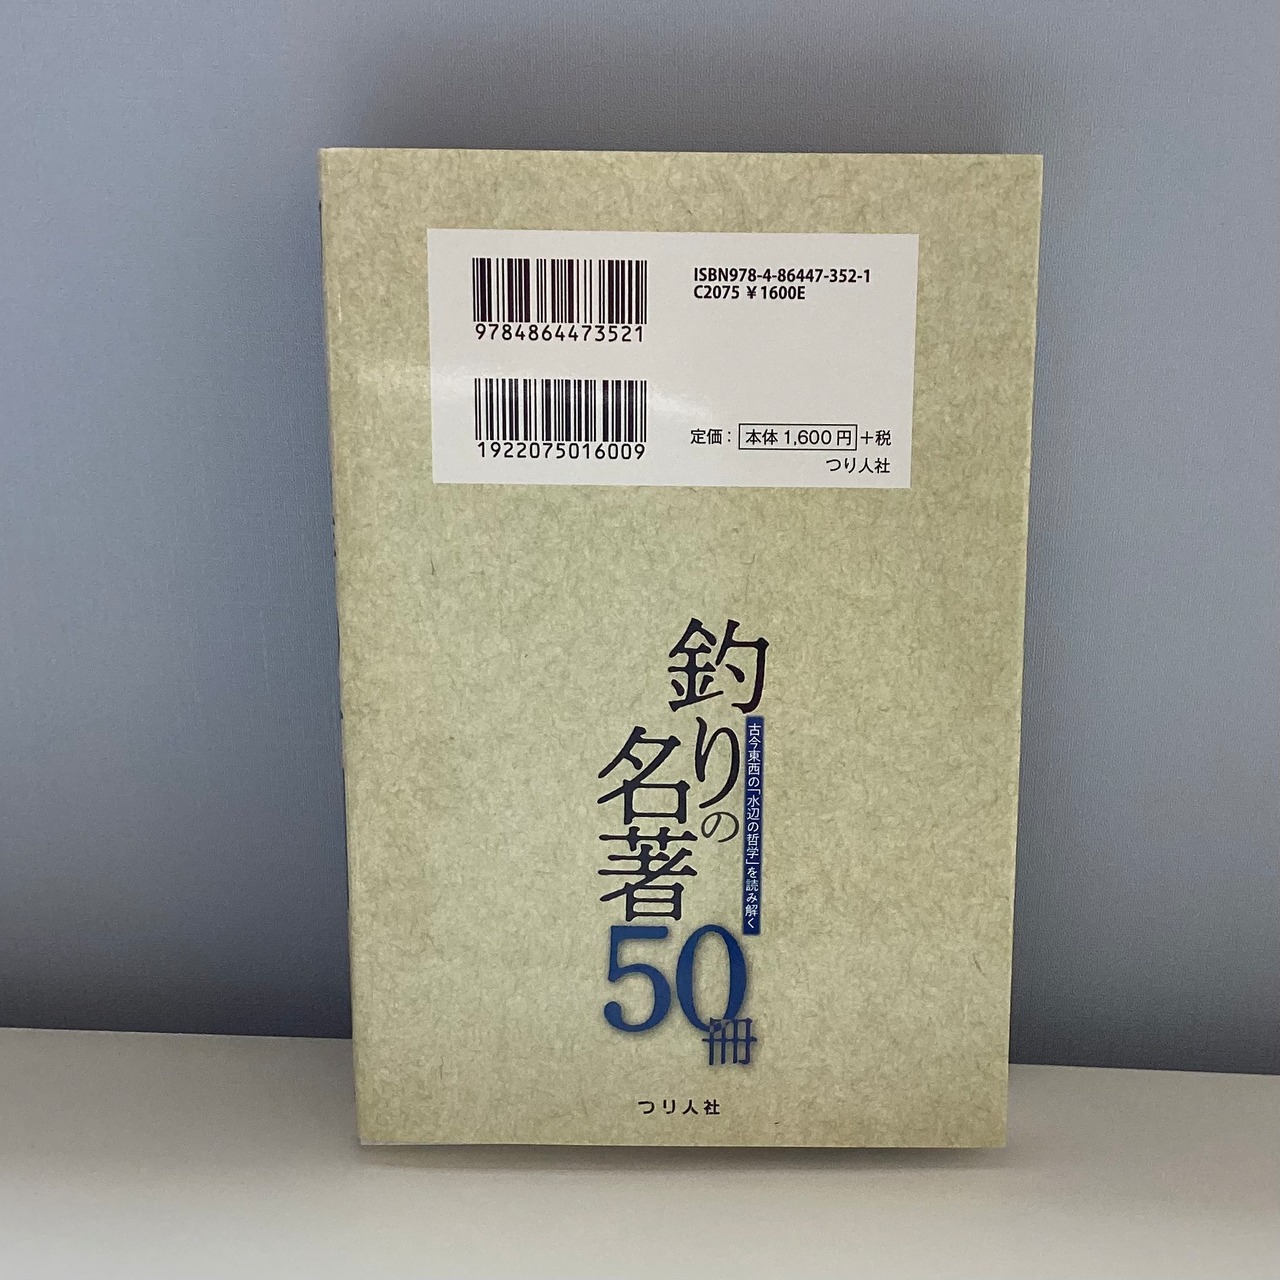 ISBN978-4-86447-352-1
C2075 ¥1600E
9784864473521
1922075016009
定価：本体1,600円+税
つり人社
釣りの
名著
50冊
古今東西の「水辺の哲学」を読み解く
つり人社